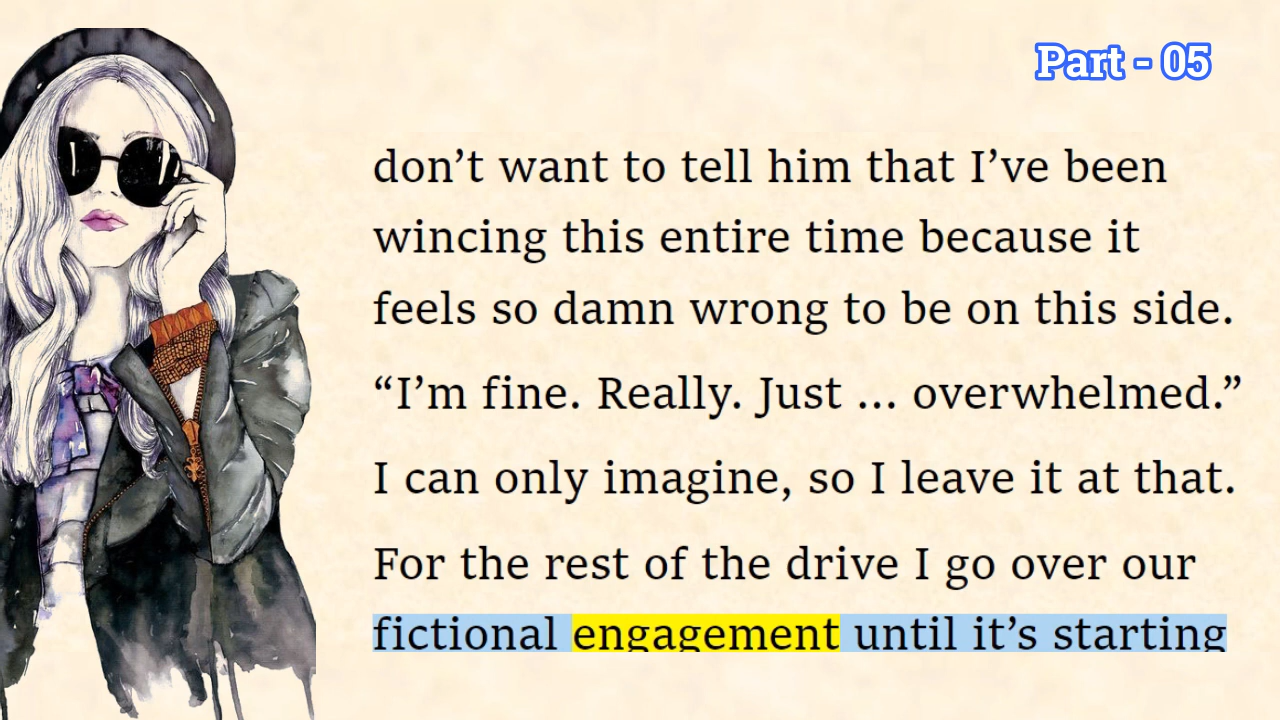 Part - 05
don’t want to tell him that I’ve been
wincing this entire time because it
feels so damn wrong to be on this side.
“I’m fine. Really. Just … overwhelmed.”
I can only imagine, so I leave it at that.
For the rest of the drive I go over our
fictional engagement until it’s starting